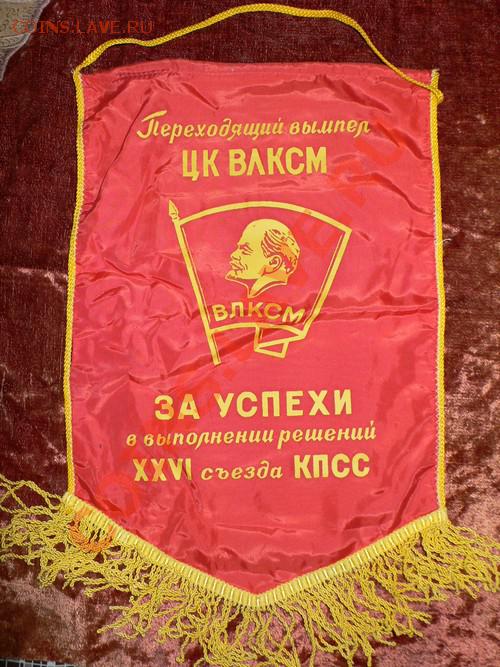 COINS.LAVE.RU
Переходящий вымпел
ЦК ВЛКСМ
ВЛКСМ
ЗА УСПЕХИ
в выполнении решений
XXVI съезда КПСС